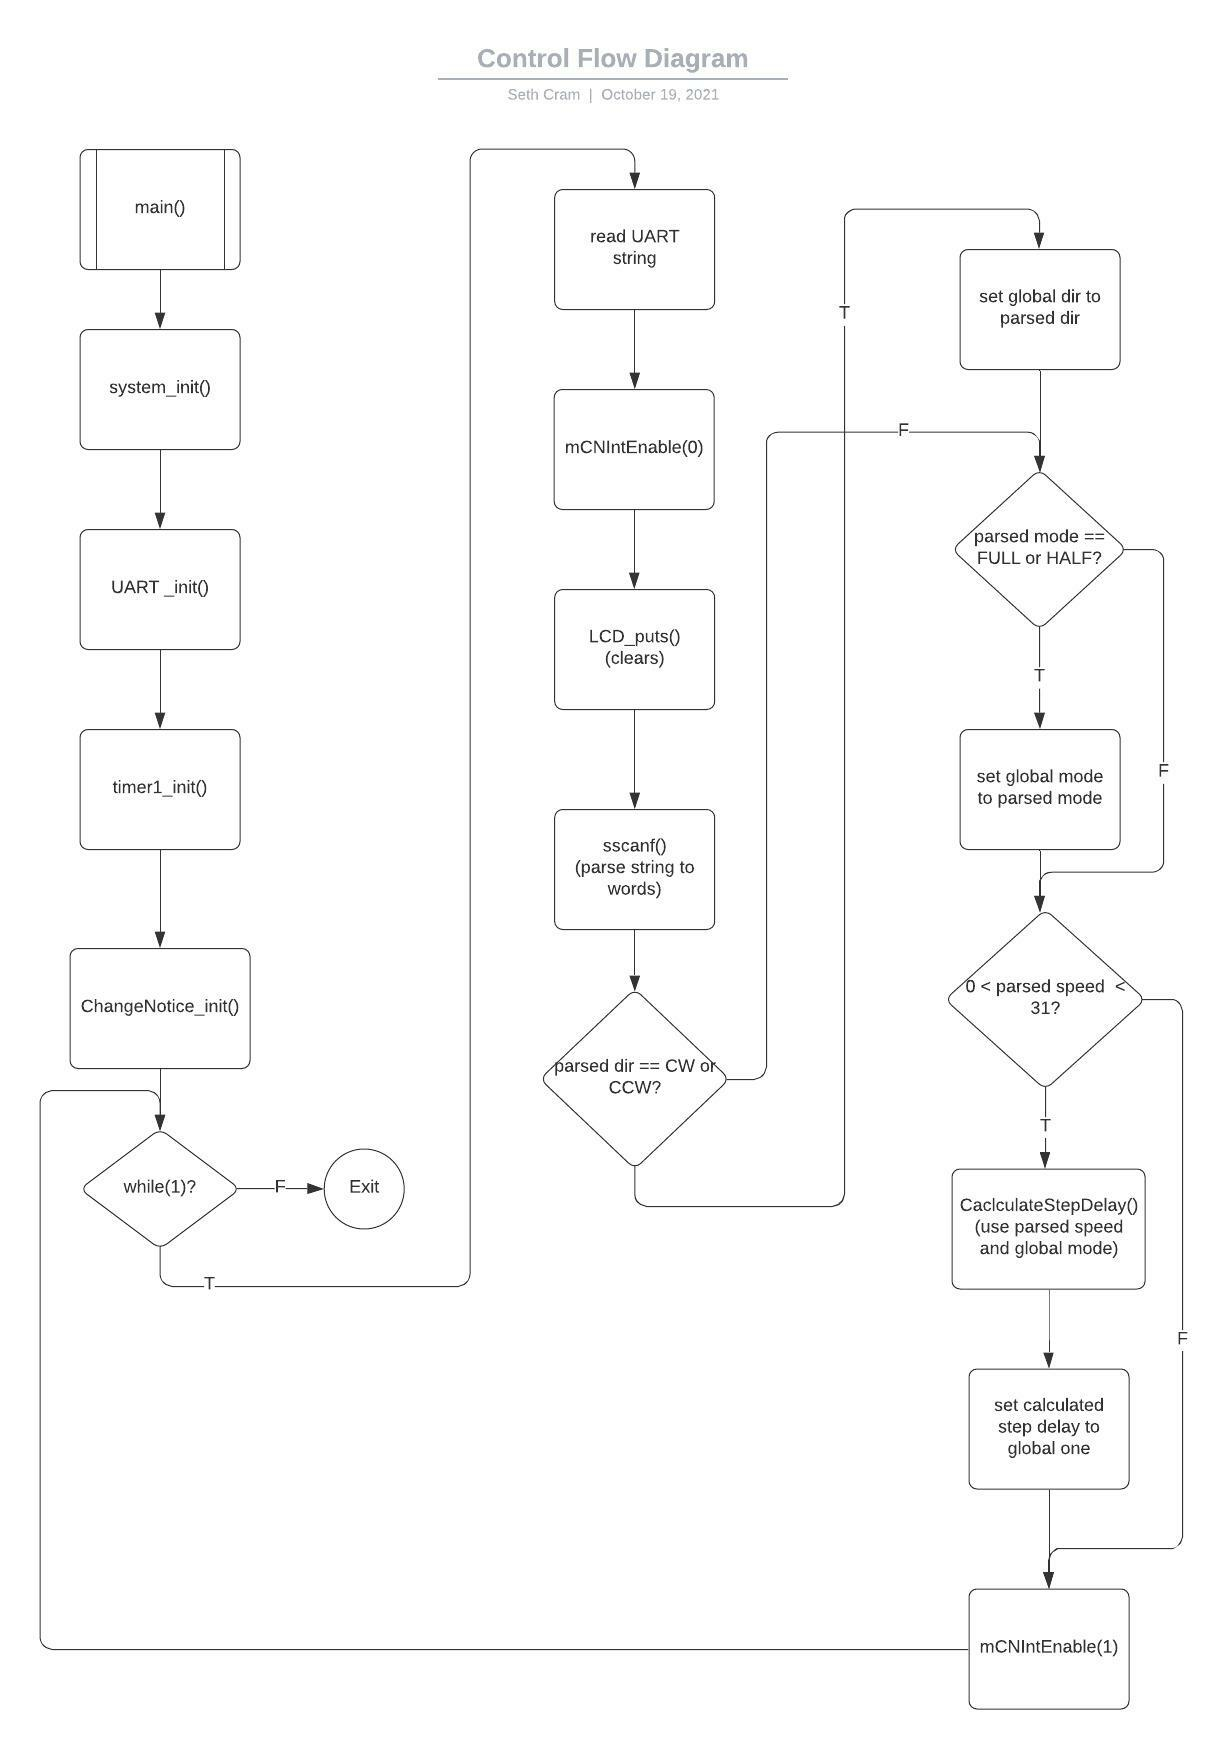 Control Flow Diagram
Seth Cram | October 19, 2021
main()
system_init()
UART _init()
timer1_init()
ChangeNotice_init()
while(1)?
F
Exit
T
read UART
string
mCNIntEnable(0)
LCD_puts()
(clears)
sscanf()
(parse string to
words)
parsed dir == CW or
CCW?
T
F
set global dir to
parsed dir
parsed mode ==
FULL or HALF?
T
F
set global mode
to parsed mode
0 < parsed speed <
31?
T
F
CaclculateStepDelay()
(use parsed speed
and global mode)
set calculated
step delay to
global one
mCNIntEnable(1)